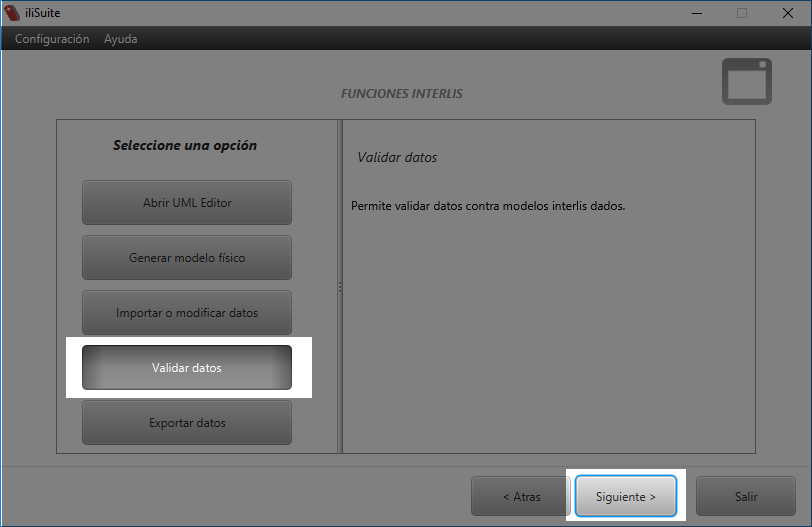 iliSuite
Configuración Ayuda
FUNCIONES INTERLIS
Seleccione una opción
Abrir UML Editor
Generar modelo físico
Importar o modificar datos
Validar datos
Exportar datos
Validar datos
Permite validar datos contra modelos interlis dados.
< Atras
Siguiente >
Salir